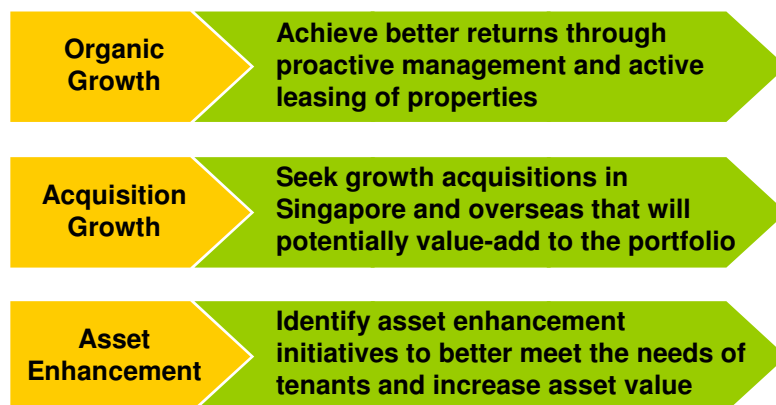 Organic
Growth
Achieve better returns through
proactive management and active
leasing of properties
Acquisition
Growth
Seek growth acquisitions in
Singapore and overseas that will
potentially value-add to the portfolio
Asset
Enhancement
Identify asset enhancement
initiatives to better meet the needs of
tenants and increase asset value